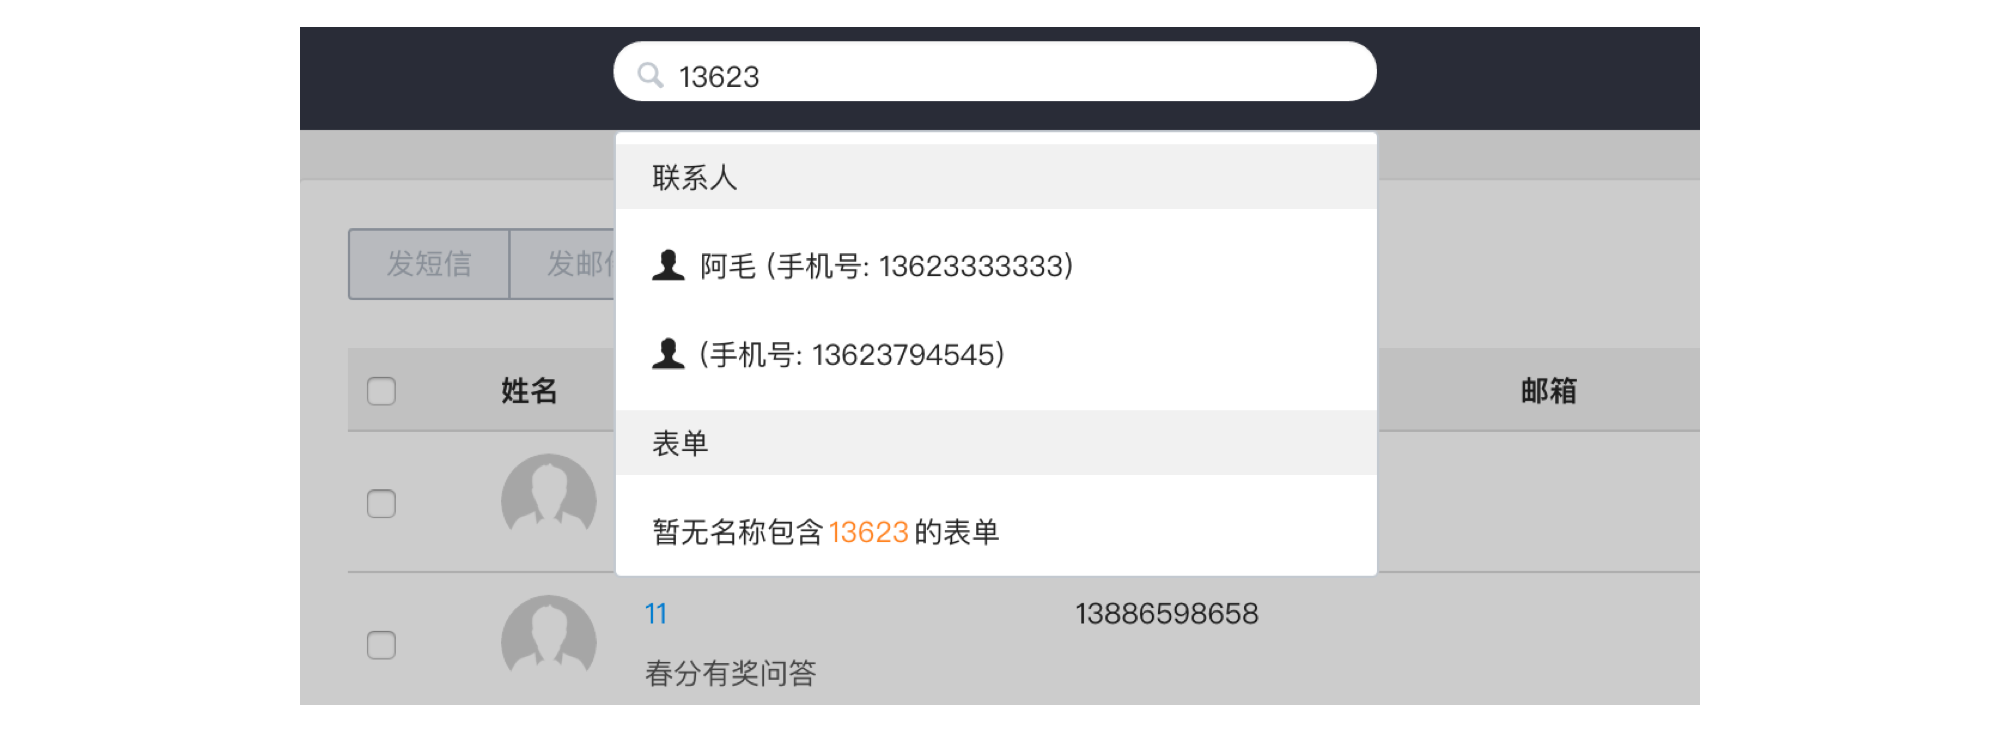 13623
联系人
阿毛 (手机号: 13623333333)
(手机号: 13623794545)
表单
暂无名称包含 13623 的表单
发短信
发邮
姓名
邮箱
11
13886598658
春分有奖问答